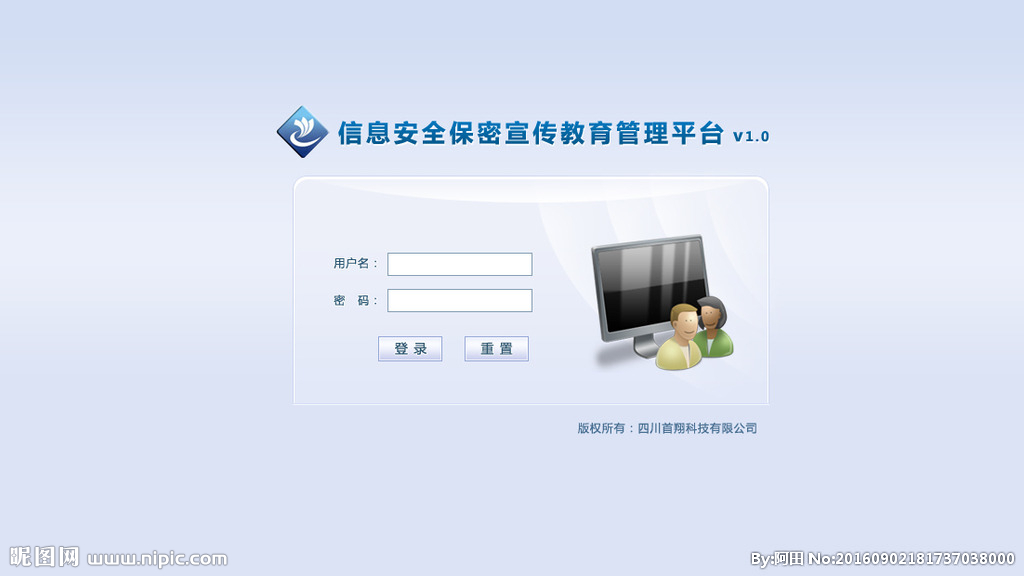 信息安全保密宣传教育管理平台 v1.0
用户名：
密 码：
登 录 重 置
版权所有：四川首翔科技有限公司
昵图网 www.nipic.com By:阿田 No:20160902181737038000